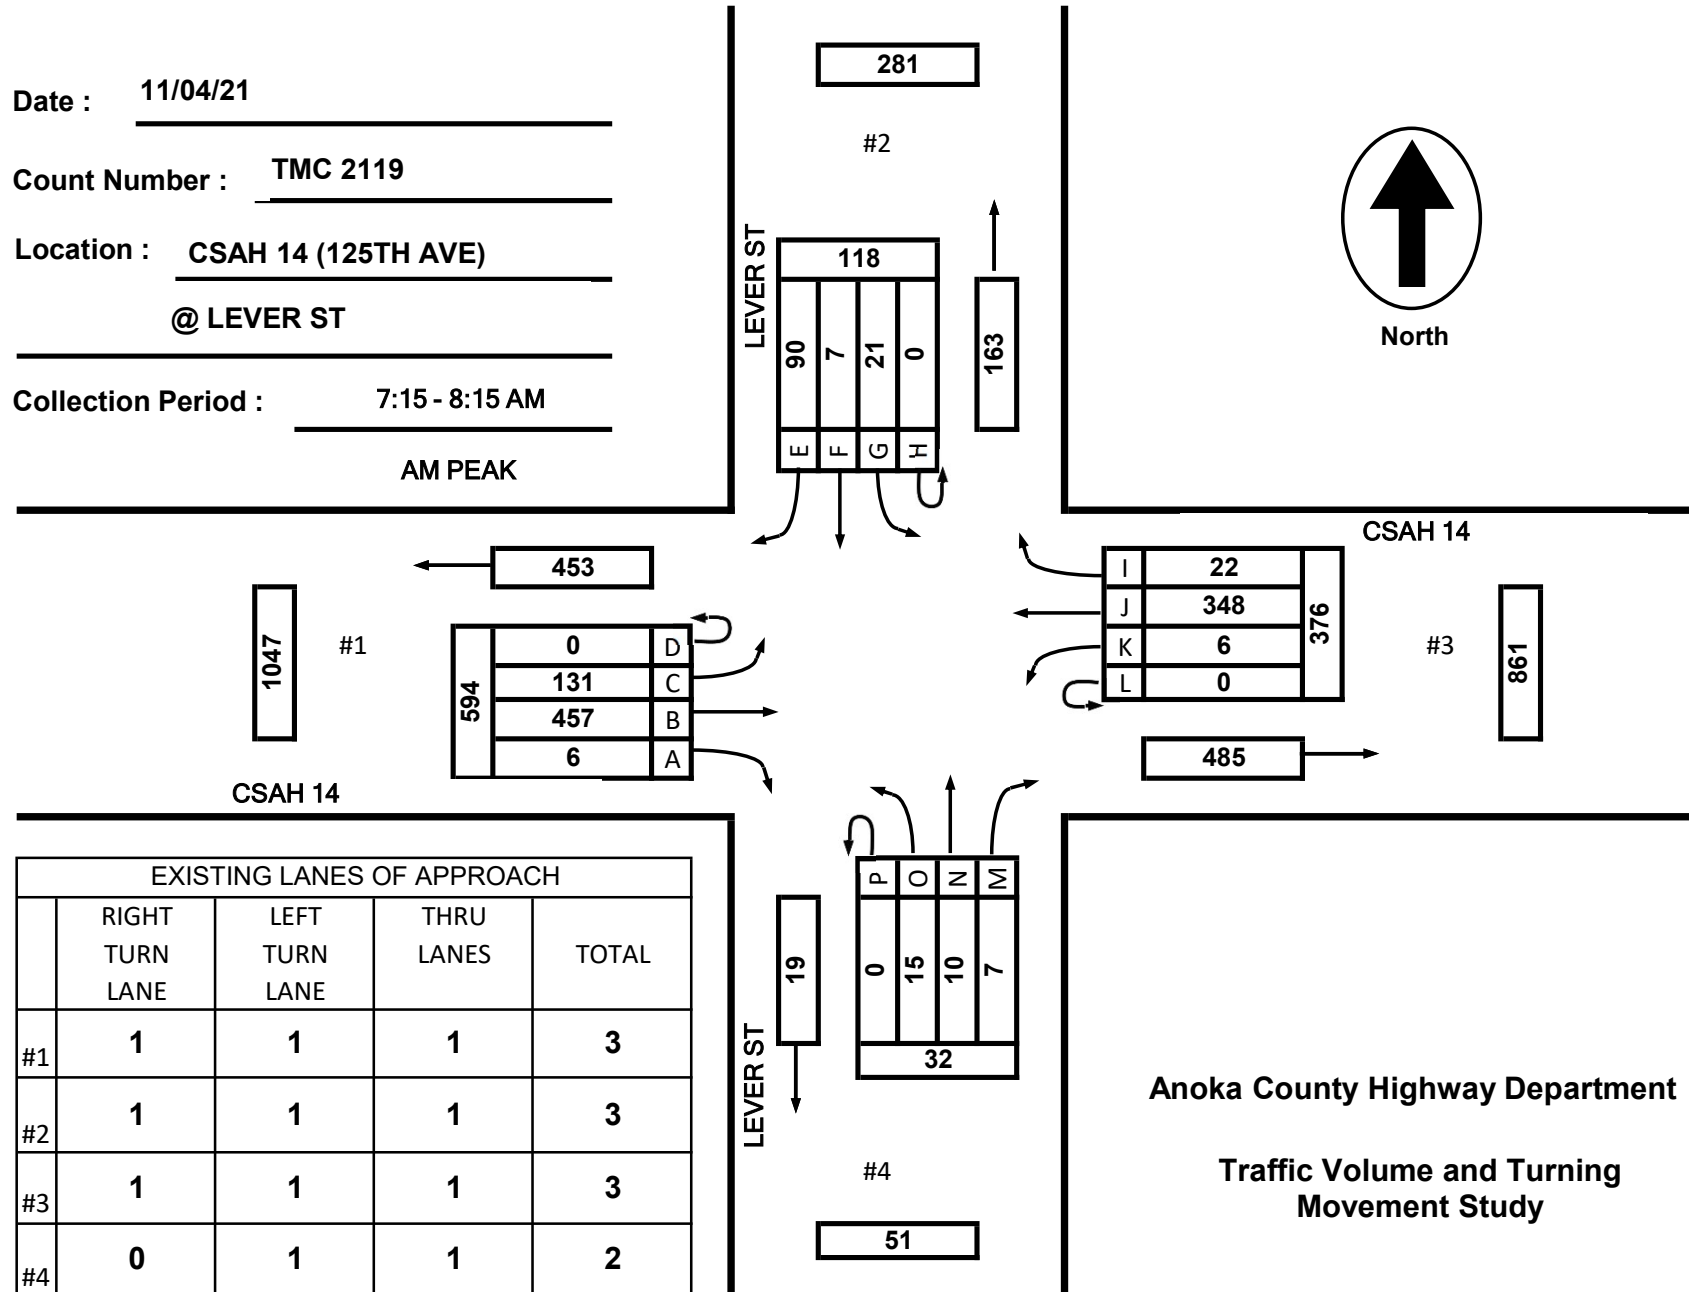 Date : 11/04/21
Count Number : TMC 2119
Location : CSAH 14 (125TH AVE)
@ LEVER ST
Collection Period : 7:15 - 8:15 AM
AM PEAK
281
#2
LEVER ST
118
90 7 21 0
E F G H
163
North
CSAH 14
453
1047
#1
594
0 D
131 C
457 B
6 A
CSAH 14
I 22
J 348
K 6
L 0
376
#3
861
485
P O N M
0 15 10 7
32
19
LEVER ST
#4
51
EXISTING LANES OF APPROACH
RIGHT TURN LANE
LEFT TURN LANE
THRU LANES
TOTAL
#1 1 1 1 3
#2 1 1 1 3
#3 1 1 1 3
#4 0 1 1 2
Anoka County Highway Department
Traffic Volume and Turning
Movement Study